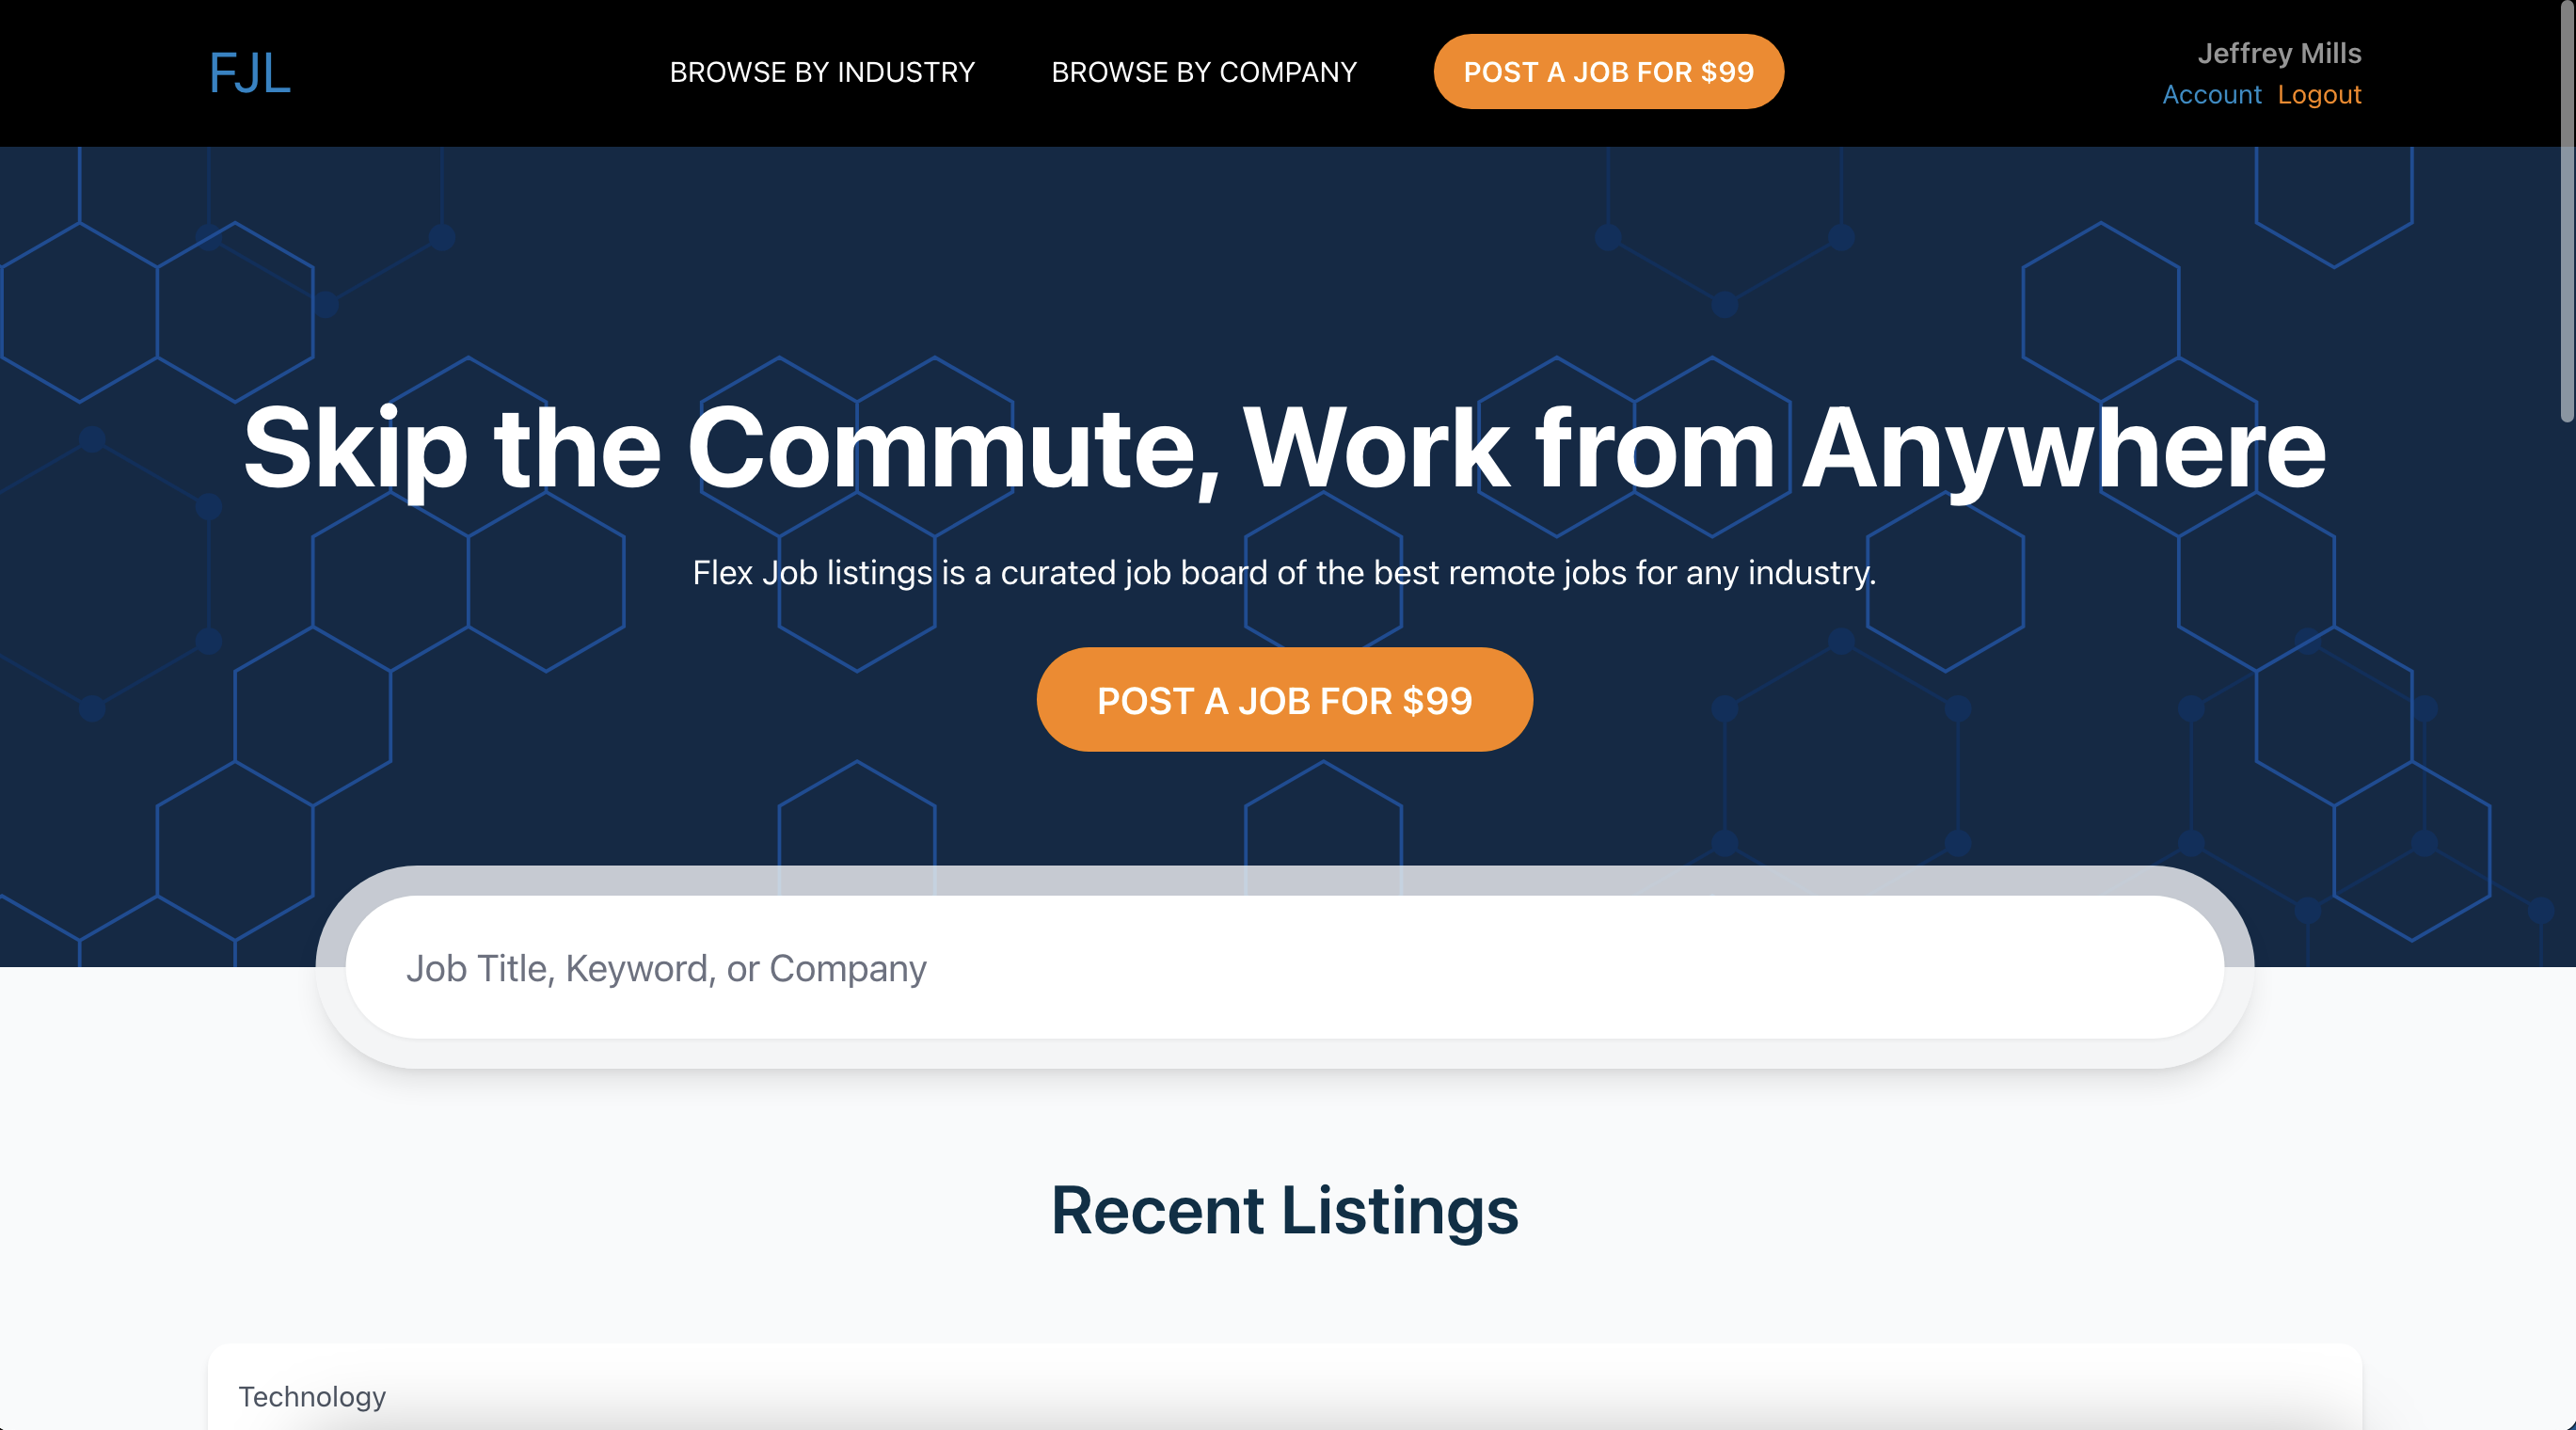 FJL
BROWSE BY INDUSTRY
BROWSE BY COMPANY
POST A JOB FOR $99
Jeffrey Mills
Account Logout
Skip the Commute, Work from Anywhere
Flex Job listings is a curated job board of the best remote jobs for any industry.
POST A JOB FOR $99
Job Title, Keyword, or Company
Recent Listings
Technology